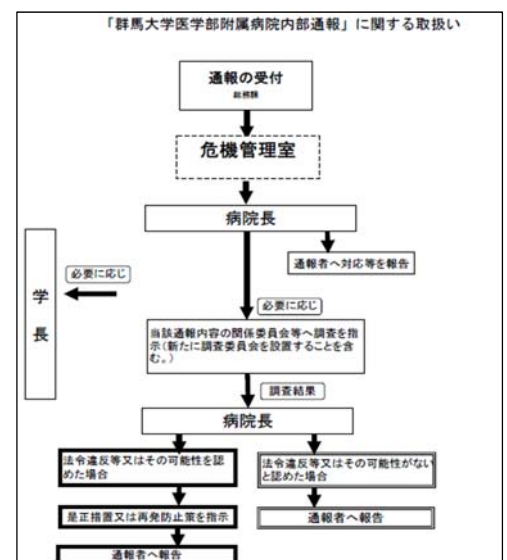 「群馬大学医学部附属病院内部通報」に関する取扱い
通報の受付
総務課
危機管理室
病院長
通報者へ対応等を報告
必要に応じ
学
長
必要に応じ
当該通報内容の関係委員会等へ調査を指
示（新たに調査委員会を設置することを含
む。）
調査結果
病院長
法令違反等又はその可能性を認
めた場合
法令違反等又はその可能性がない
と認めた場合
是正措置又は再発防止策を指示
通報者へ報告
通報者へ報告